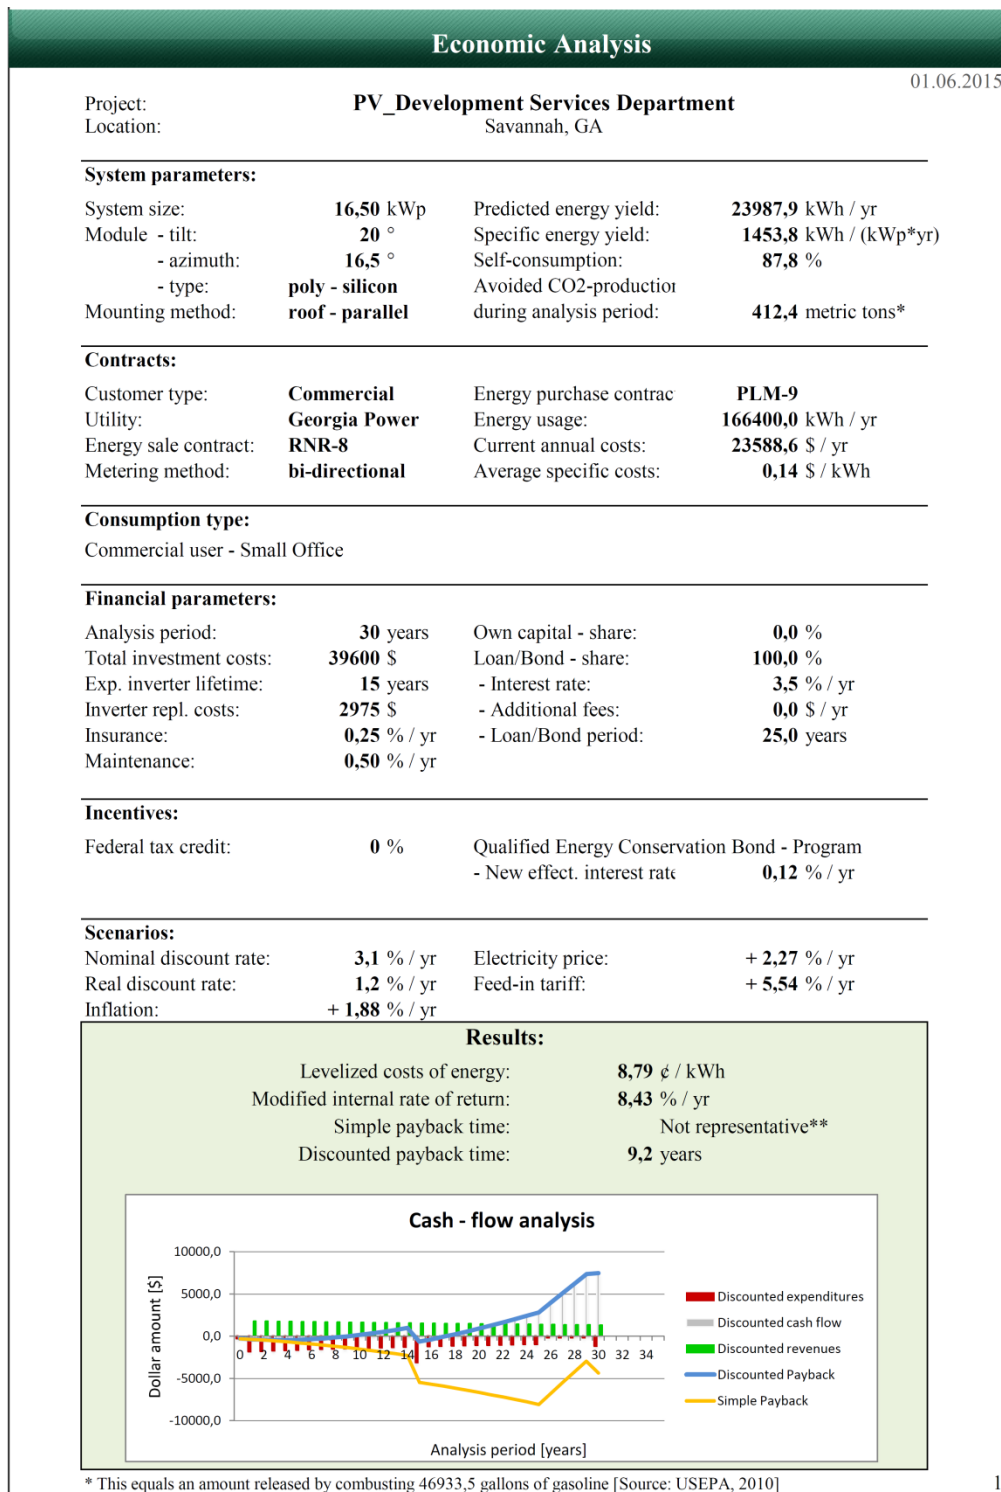 Economic Analysis
01.06.2015
Project: PV_Development Services Department
Location: Savannah, GA
System parameters:
System size: 16,50 kWp Predicted energy yield: 23987,9 kWh / yr
Module - tilt: 20 ° Specific energy yield: 1453,8 kWh / (kWp*yr)
- azimuth: 16,5 ° Self-consumption: 87,8 %
- type: poly - silicon Avoided CO2-production
Mounting method: roof - parallel during analysis period: 412,4 metric tons*
Contracts:
Customer type: Commercial Energy purchase contrac PLM-9
Utility: Georgia Power Energy usage: 166400,0 kWh / yr
Energy sale contract: RNR-8 Current annual costs: 23588,6 $ / yr
Metering method: bi-directional Average specific costs: 0,14 $ / kWh
Consumption type:
Commercial user - Small Office
Financial parameters:
Analysis period: 30 years Own capital - share: 0,0 %
Total investment costs: 39600 $ Loan/Bond - share: 100,0 %
Exp. inverter lifetime: 15 years - Interest rate: 3,5 % / yr
Inverter repl. costs: 2975 $ - Additional fees: 0,0 $ / yr
Insurance: 0,25 % / yr - Loan/Bond period: 25,0 years
Maintenance: 0,50 % / yr
Incentives:
Federal tax credit: 0 % Qualified Energy Conservation Bond - Program
- New effect. interest rate 0,12 % / yr
Scenarios:
Nominal discount rate: 3,1 % / yr Electricity price: + 2,27 % / yr
Real discount rate: 1,2 % / yr Feed-in tariff: + 5,54 % / yr
Inflation: + 1,88 % / yr
Results:
Levelized costs of energy: 8,79 ¢ / kWh
Modified internal rate of return: 8,43 % / yr
Simple payback time: Not representative**
Discounted payback time: 9,2 years
Cash - flow analysis
Dollar amount [$]
10000,0
5000,0
0,0
-5000,0
-10000,0
0 2 4 6 8 10 12 14 16 18 20 22 24 26 28 30 32 34
Analysis period [years]
Discounted expenditures
Discounted cash flow
Discounted revenues
Discounted Payback
Simple Payback
* This equals an amount released by combusting 46933,5 gallons of gasoline [Source: USEPA, 2010]
1